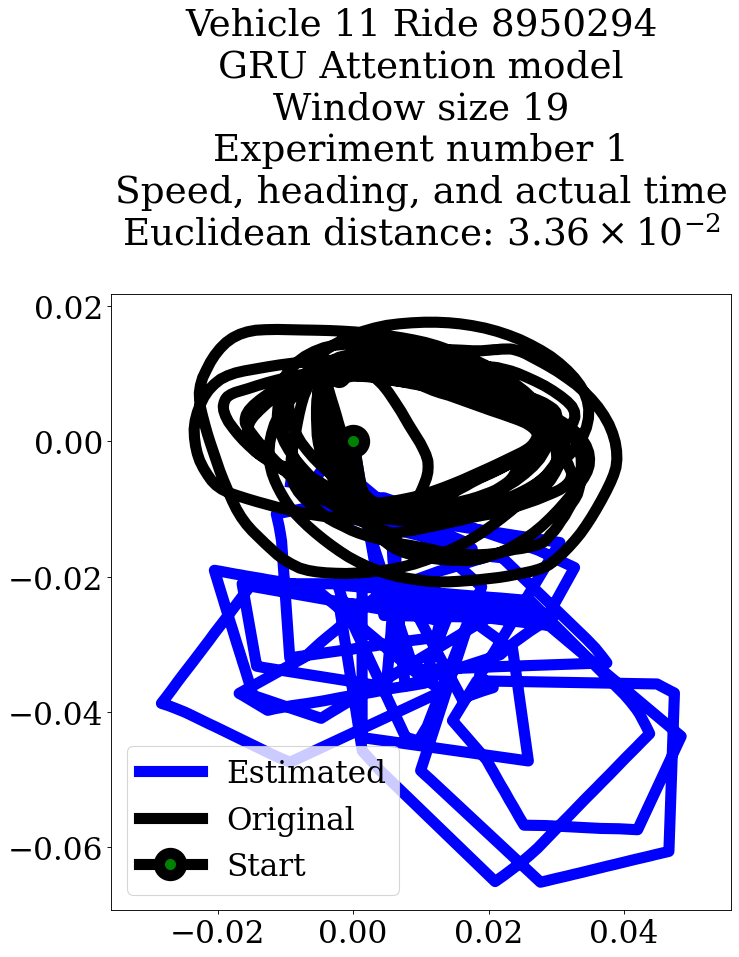 Vehicle 11 Ride 8950294
GRU Attention model
Window size 19
Experiment number 1
Speed, heading, and actual time
Euclidean distance: 3.36 × 10⁻²
0.02
0.00
−0.02
−0.04
−0.06
Estimated
Original
Start
−0.02 0.00 0.02 0.04